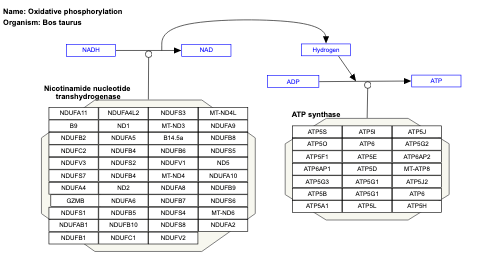 Name: Oxidative phosphorylation
Organism: Bos taurus
NADH
NAD
Hydrogen
ADP
ATP
Nicotinamide nucleotide
transhydrogenase
NDUFA11 NDUFA4L2 NDUFS3 MT-ND4L
B9 ND1 MT-ND3 NDUFA9
NDUFB2 NDUFA5 B14.5a NDUFB8
NDUFC2 NDUFB4 NDUFB6 NDUFS5
NDUFV3 NDUFS2 NDUFV1 ND5
NDUFS7 NDUFB4 MT-ND4 NDUFA10
NDUFA4 ND2 NDUFA8 NDUFB9
GZMB NDUFA6 NDUFB7 NDUFS6
NDUFS1 NDUFB5 NDUFS4 MT-ND6
NDUFAB1 NDUFB10 NDUFS8 NDUFA2
NDUFB1 NDUFC1 NDUFV2
ATP synthase
ATP5S ATP5I ATP5J
ATP5O ATP6 ATP5G2
ATP5F1 ATP5E ATP6AP2
ATP6AP1 ATP5D MT-ATP8
ATP5G3 ATP5G1 ATP5J2
ATP5B ATP5G1 ATP6
ATP5A1 ATP5L ATP5H